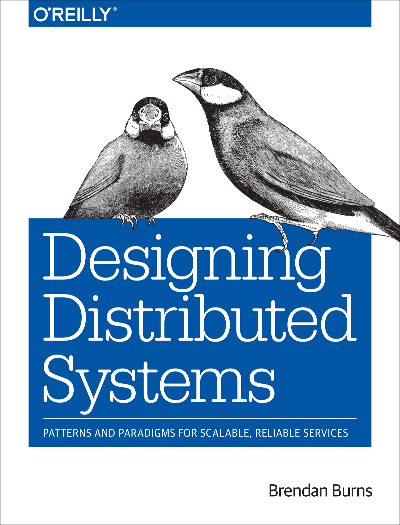 O'REILLY®
Designing
Distributed
Systems
PATTERNS AND PARADIGMS FOR SCALABLE, RELIABLE SERVICES
Brendan Burns